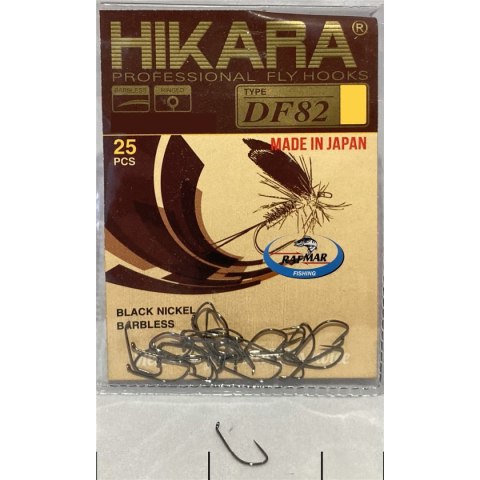 HIKARA®
PROFESSIONAL FLY HOOKS
BARBLESS
RINGED
TYPE
DF82
MADE IN JAPAN
25
PCS
RAPMAR
FISHING
BLACK NICKEL
BARBLESS